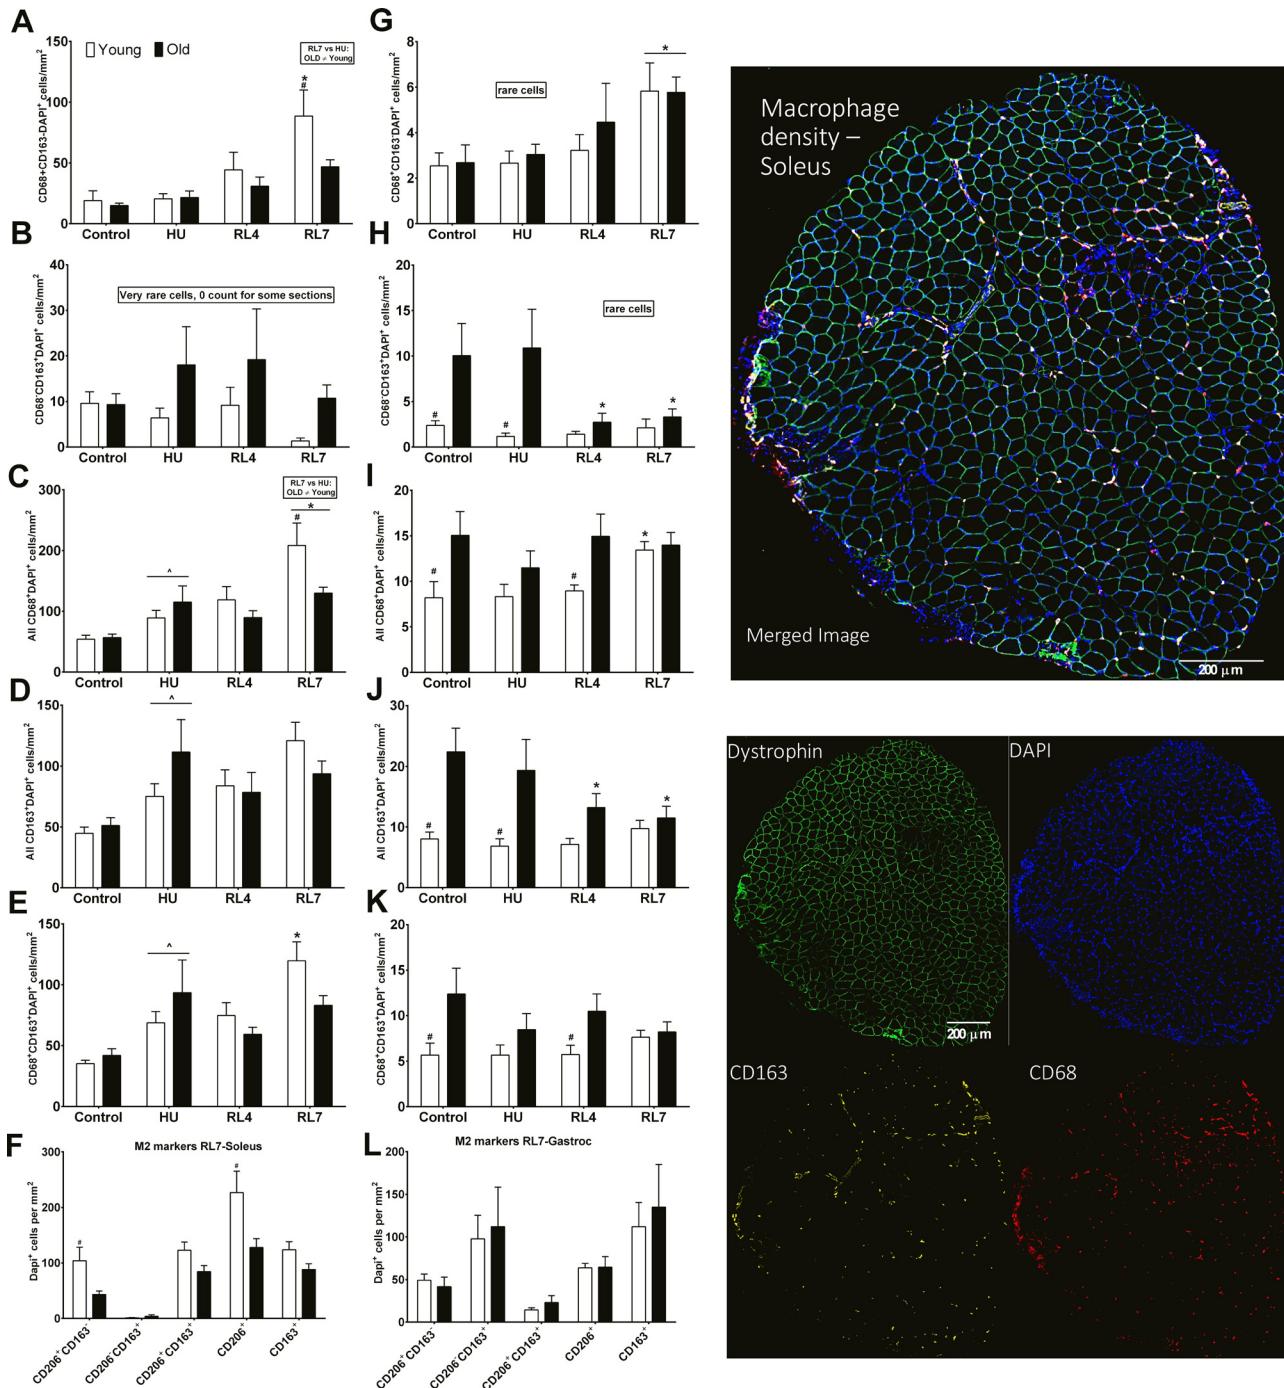 A
CD68+CD163-DAPI⁺ cells/mm²
150
100
50
0
Young Old
RL7 vs HU:
OLD ≠ Young
*
#
Control HU RL4 RL7
B
CD68⁻CD163⁺DAPI⁺ cells/mm²
40
30
20
10
0
Very rare cells, 0 count for some sections
Control HU RL4 RL7
C
All CD68⁺DAPI⁺ cells/mm²
300
200
100
0
RL7 vs HU:
OLD ≠ Young
^
#
*
Control HU RL4 RL7
D
All CD163⁺DAPI⁺ cells/mm²
150
100
50
0
^
Control HU RL4 RL7
E
CD68⁺CD163⁺DAPI⁺ cells/mm²
150
100
50
0
^
*
Control HU RL4 RL7
F
M2 markers RL7-Soleus
Dapi⁺ cells per mm²
300
200
100
0
#
#
CD206⁺CD163⁻
CD206⁻CD163⁺
CD206⁺CD163⁺
CD206⁺
CD163⁺
G
CD68⁺CD163⁻DAPI⁺ cells/mm²
8
6
4
2
0
rare cells
*
Control HU RL4 RL7
H
CD68⁻CD163⁺DAPI⁺ cells/mm²
20
15
10
5
0
rare cells
#
#
*
*
Control HU RL4 RL7
I
All CD68⁺DAPI⁺ cells/mm²
20
15
10
5
0
#
#
*
Control HU RL4 RL7
J
All CD163⁺DAPI⁺ cells/mm²
30
20
10
0
#
#
*
*
Control HU RL4 RL7
K
CD68⁺CD163⁺DAPI⁺ cells/mm²
20
15
10
5
0
#
#
Control HU RL4 RL7
L
M2 markers RL7-Gastroc
Dapi⁺ cells per mm²
200
150
100
50
0
CD206⁺CD163⁻
CD206⁻CD163⁺
CD206⁺CD163⁺
CD206⁺
CD163⁺
Macrophage
density –
Soleus
Merged Image
200 µm
Dystrophin
DAPI
200 µm
CD163
CD68